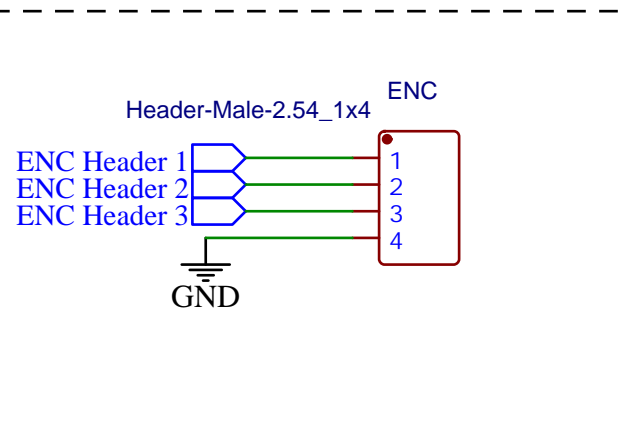 ENC
Header-Male-2.54_1x4
ENC Header 1
1
ENC Header 2
2
ENC Header 3
3
4
GND